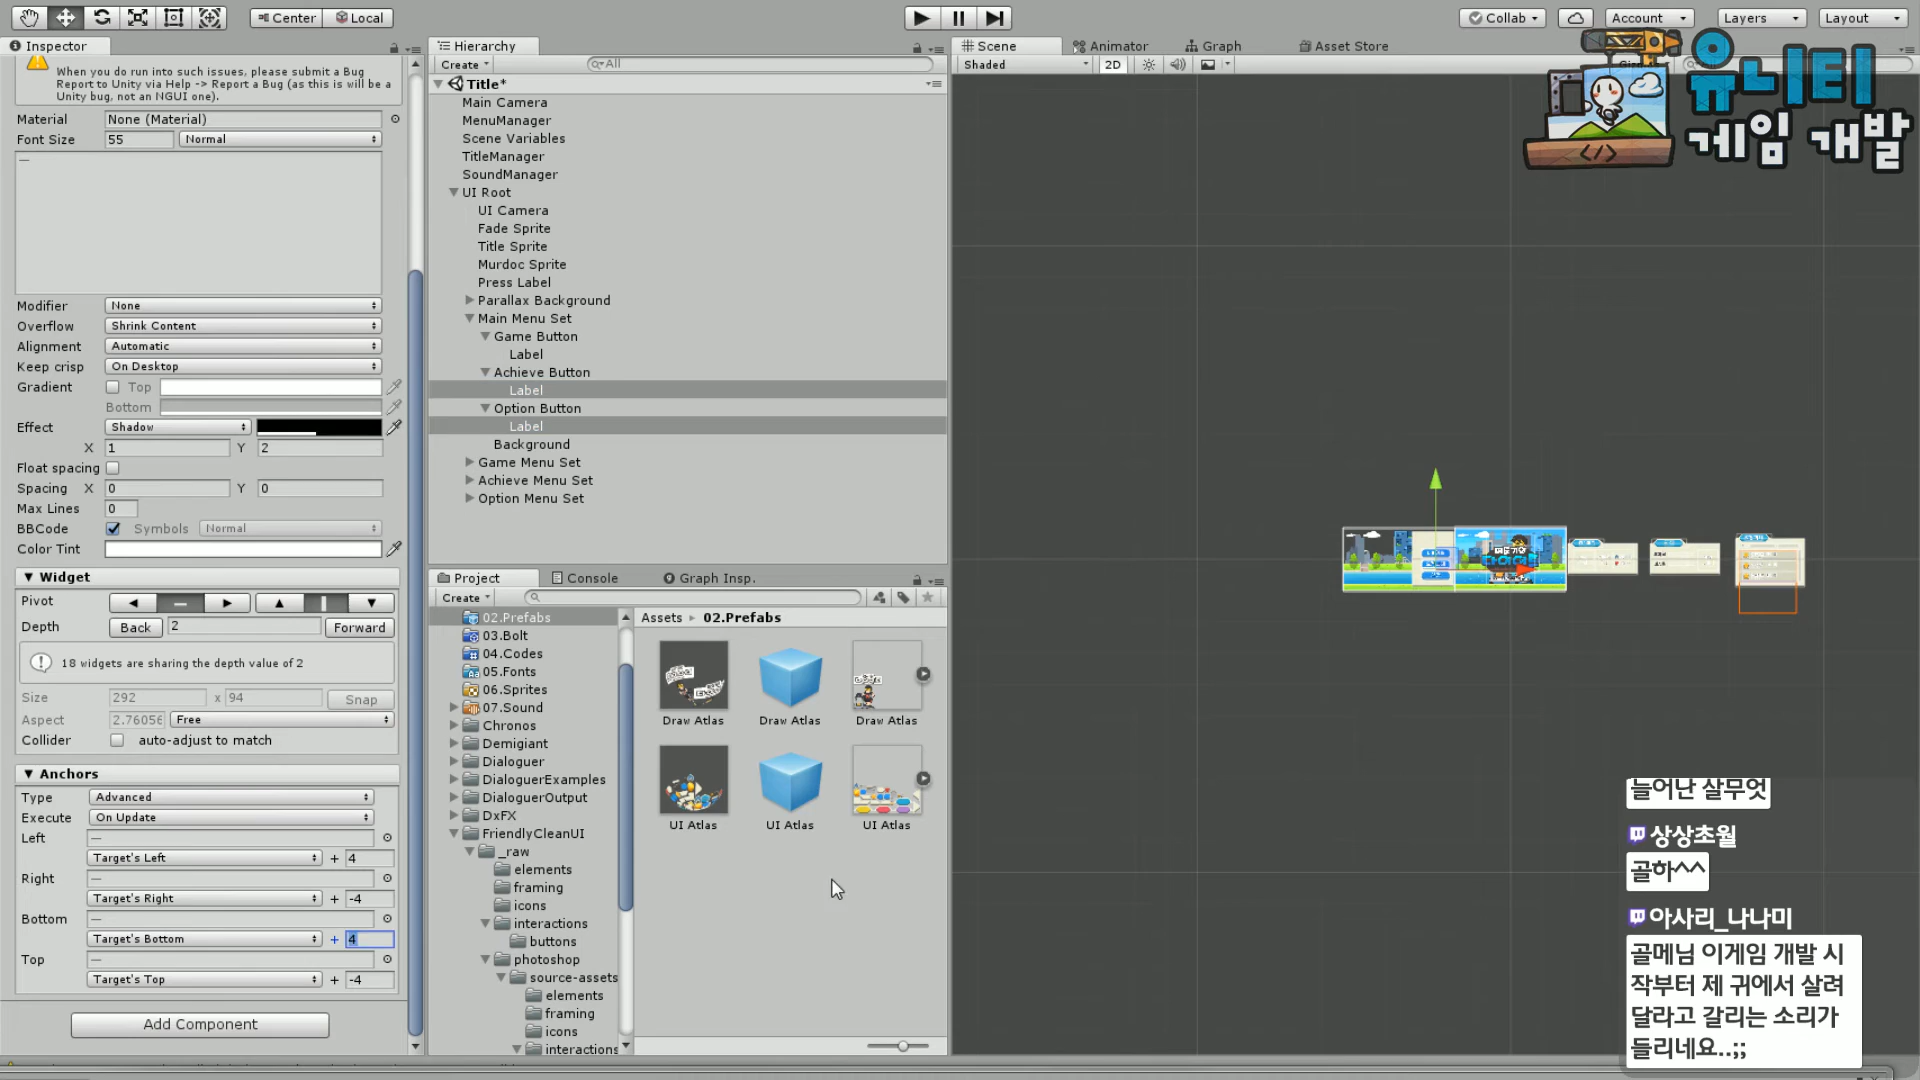 Center
Local
Collab
Account
Layers
Layout
Inspector
When you do run into such issues, please submit a Bug
Report to Unity via Help -> Report a Bug (as this is will be a
Unity bug, not an NGUI one).
Material None (Material)
Font Size 55 Normal
—
Modifier None
Overflow Shrink Content
Alignment Automatic
Keep crisp On Desktop
Gradient Top
Bottom
Effect Shadow
X 1 Y 2
Float spacing
Spacing X 0 Y 0
Max Lines 0
BBCode Symbols Normal
Color Tint
Widget
Pivot
Depth Back 2 Forward
18 widgets are sharing the depth value of 2
Size 292 x 94 Snap
Aspect 2.7605 Free
Collider auto-adjust to match
Anchors
Type Advanced
Execute On Update
Left —
Target's Left + 4
Right —
Target's Right + -4
Bottom —
Target's Bottom + 4
Top —
Target's Top + -4
Add Component
Hierarchy
Create All
Title*
Main Camera
MenuManager
Scene Variables
TitleManager
SoundManager
UI Root
UI Camera
Fade Sprite
Title Sprite
Murdoc Sprite
Press Label
Parallax Background
Main Menu Set
Game Button
Label
Achieve Button
Label
Option Button
Label
Background
Game Menu Set
Achieve Menu Set
Option Menu Set
Project Console Graph Insp.
Create
02.Prefabs
03.Bolt
04.Codes
05.Fonts
06.Sprites
07.Sound
Chronos
Demigiant
Dialoguer
DialoguerExamples
DialoguerOutput
DxFX
FriendlyCleanUI
_raw
elements
framing
icons
interactions
buttons
photoshop
source-assets
elements
framing
icons
interactions
Assets 02.Prefabs
Draw Atlas Draw Atlas Draw Atlas
UI Atlas UI Atlas UI Atlas
Scene Animator Graph Asset Store
Shaded 2D
유니티
게임 개발
</>
늘어난 살무엇
상상초월
골하^^
아사리_나나미
골메님 이게임 개발 시
작부터 제 귀에서 살려
달라고 갈리는 소리가
들리네요..;;